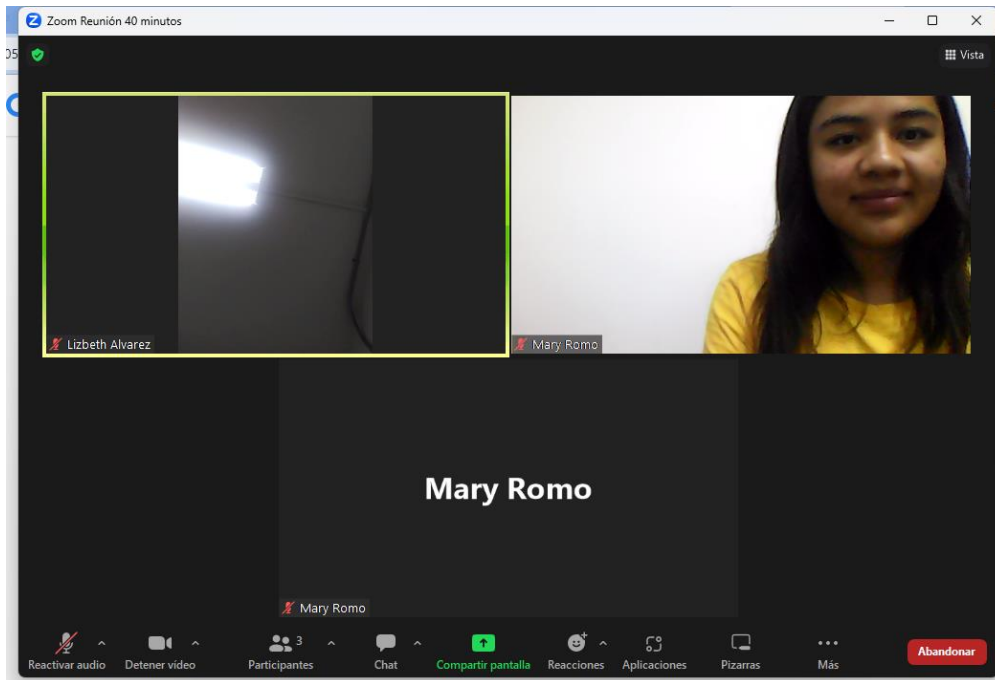 Zoom Reunión 40 minutos
05
Vista
Lizbeth Alvarez
Mary Romo
Mary Romo
Mary Romo
3
Reactivar audio
Detener video
Participantes
Chat
Compartir pantalla
Reacciones
Aplicaciones
Pizarras
Más
Abandonar